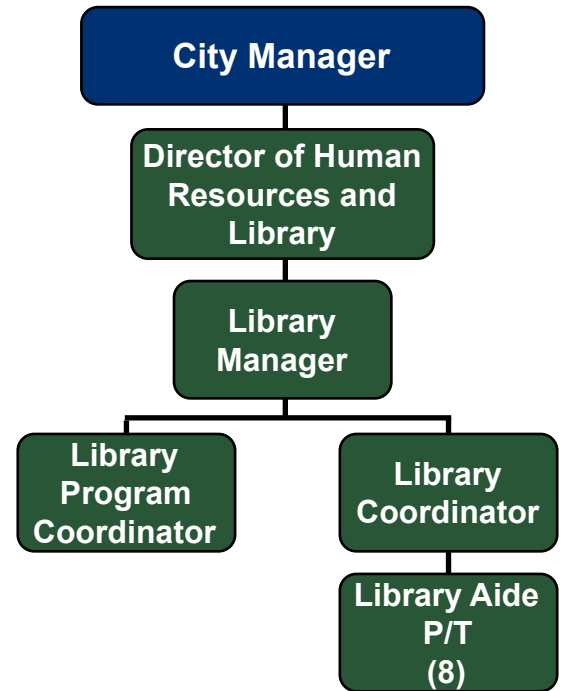 City Manager
Director of Human
Resources and
Library
Library
Manager
Library
Program
Coordinator
Library
Coordinator
Library Aide
P/T
(8)